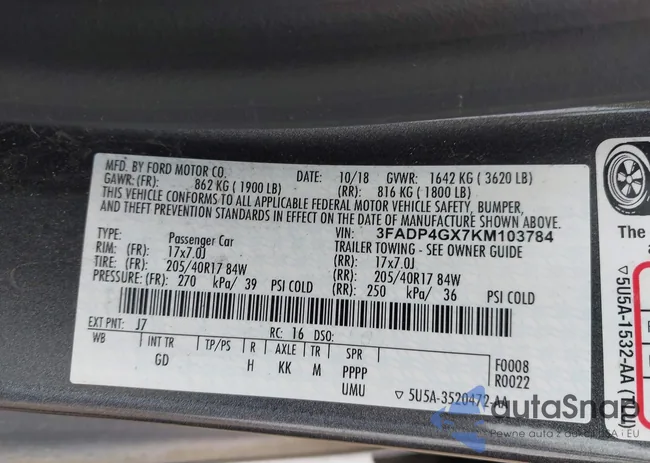 MFD. BY FORD MOTOR CO.
DATE: 10/18 GVWR: 1642 KG ( 3620 LB)
GAWR: (FR): 862 KG ( 1900 LB) (RR): 816 KG ( 1800 LB)
THIS VEHICLE CONFORMS TO ALL APPLICABLE FEDERAL MOTOR VEHICLE SAFETY, BUMPER,
AND THEFT PREVENTION STANDARDS IN EFFECT ON THE DATE OF MANUFACTURE SHOWN ABOVE.
VIN: 3FADP4GX7KM103784
TYPE: Passenger Car TRAILER TOWING - SEE OWNER GUIDE
RIM: (FR) 17x7.0J (RR) 17x7.0J
TIRE: (FR) 205/40R17 84W (RR) 205/40R17 84W
PRESSURE: (FR) 270 kPa/ 39 PSI COLD (RR) 250 kPa/ 36 PSI COLD
EXT PNT: J7 RC: 16 DSO:
WB INT TR TP/PS R AXLE TR SPR
GD H KK M PPPP
UMU
F0008
R0022
▽ 5U5A-3520472-AA
The
▽ 5U5A-1532-AA
autoSnap
Pewne auto z aukcji USA i EU